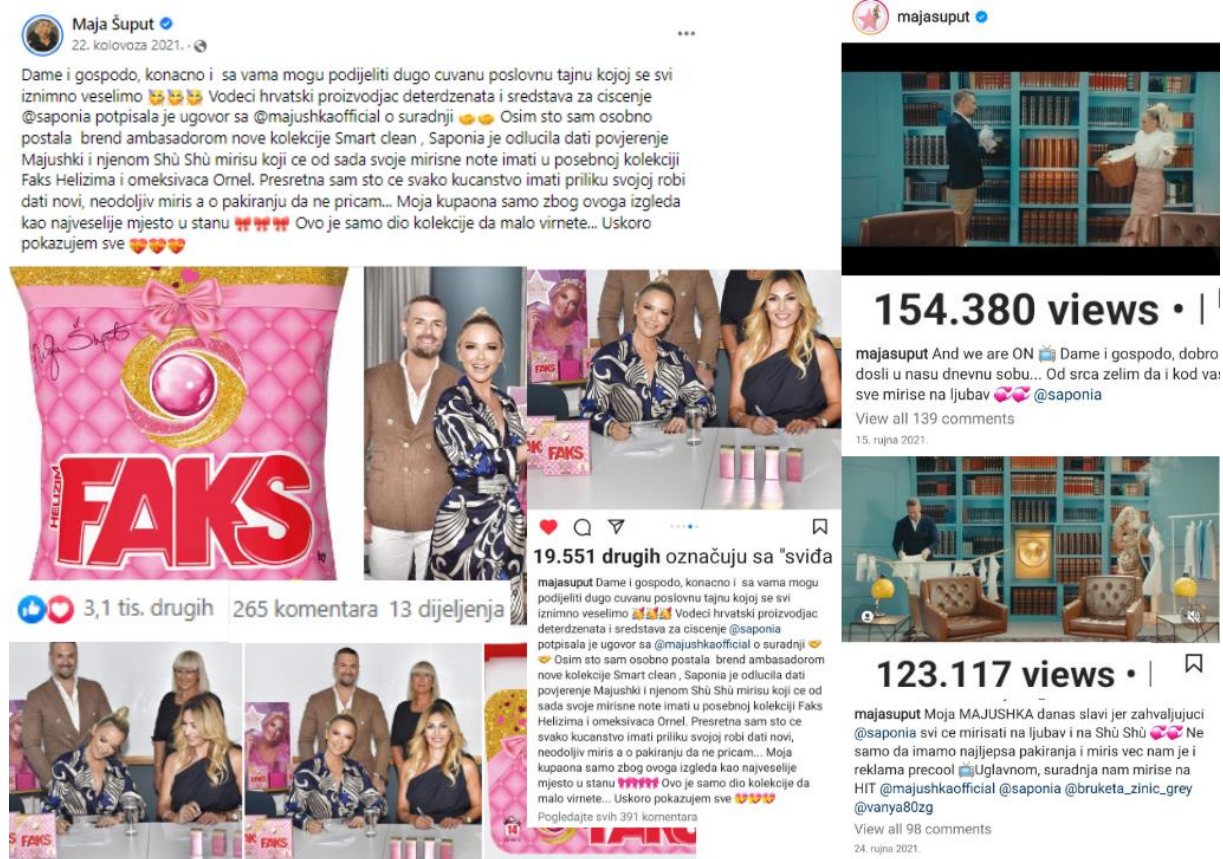 Maja Šuput
22. kolovoza 2021. ·
Dame i gospodo, konacno i sa vama mogu podijeliti dugo cuvanu poslovnu tajnu kojoj se svi
iznimno veselimo 🥳🥳🥳 Vodeci hrvatski proizvodjac deterdzenata i sredstava za ciscenje
@saponia potpisala je ugovor sa @majushkaofficial o suradnji 🤝🤝 Osim sto sam osobno
postala brend ambasadorom nove kolekcije Smart clean , Saponia je odlucila dati povjerenje
Majushki i njenom Shù Shù mirisu koji ce od sada svoje mirisne note imati u posebnoj kolekciji
Faks Helizima i omeksivaca Ornel. Presretna sam sto ce svako kucanstvo imati priliku svojoj robi
dati novi, neodoljiv miris a o pakiranju da ne pricam... Moja kupaona samo zbog ovoga izgleda
kao najveselije mjesto u stanu 🎀🎀🎀 Ovo je samo dio kolekcije da malo virnete... Uskoro
pokazujem sve 💝💝💝
Maja Šuput
HELIZIM
FAKS
3,1 tis. drugih
265 komentara 13 dijeljenja
FAKS
FAKS
FAKS
FAKS
14
19.551 drugih označuju sa "sviđa
majasuput Dame i gospodo, konacno i sa vama mogu
podijeliti dugo cuvanu poslovnu tajnu kojoj se svi
iznimno veselimo 🥳🥳🥳 Vodeci hrvatski proizvodjac
deterdzenata i sredstava za ciscenje @saponia
potpisala je ugovor sa @majushkaofficial o suradnji 🤝
🤝 Osim sto sam osobno postala brend ambasadorom
nove kolekcije Smart clean , Saponia je odlucila dati
povjerenje Majushki i njenom Shù Shù mirisu koji ce od
sada svoje mirisne note imati u posebnoj kolekciji Faks
Helizima i omeksivaca Ornel. Presretna sam sto ce
svako kucanstvo imati priliku svojoj robi dati novi,
neodoljiv miris a o pakiranju da ne pricam... Moja
kupaona samo zbog ovoga izgleda kao najveselije
mjesto u stanu 🎀🎀🎀🎀 Ovo je samo dio kolekcije da
malo virnete... Uskoro pokazujem sve 💝💝💝
Pogledajte svih 391 komentara
majasuput
154.380 views •
majasuput And we are ON 📺 Dame i gospodo, dobro
dosli u nasu dnevnu sobu... Od srca zelim da i kod vas
sve mirise na ljubav 💞💞 @saponia
View all 139 comments
15. rujna 2021.
123.117 views •
majasuput Moja MAJUSHKA danas slavi jer zahvaljujuci
@saponia svi ce mirisati na ljubav i na Shù Shù 💞💞 Ne
samo da imamo najljepsa pakiranja i miris vec nam je i
reklama precool 📺Uglavnom, suradnja nam mirise na
HIT @majushkaofficial @saponia @bruketa_zinic_grey
@vanya80zg
View all 98 comments
24. rujna 2021.